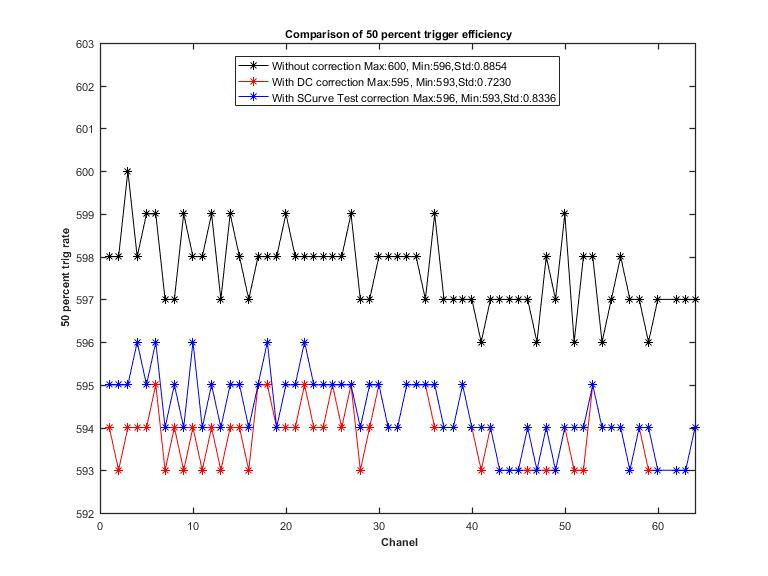 Comparison of 50 percent trigger efficiency
603
602
601
600
599
598
597
596
595
594
593
592
50 percent trig rate
Without correction Max:600, Min:596,Std:0.8854
With DC correction Max:595, Min:593,Std:0.7230
With SCurve Test correction Max:596, Min:593,Std:0.8336
0 10 20 30 40 50 60
Chanel